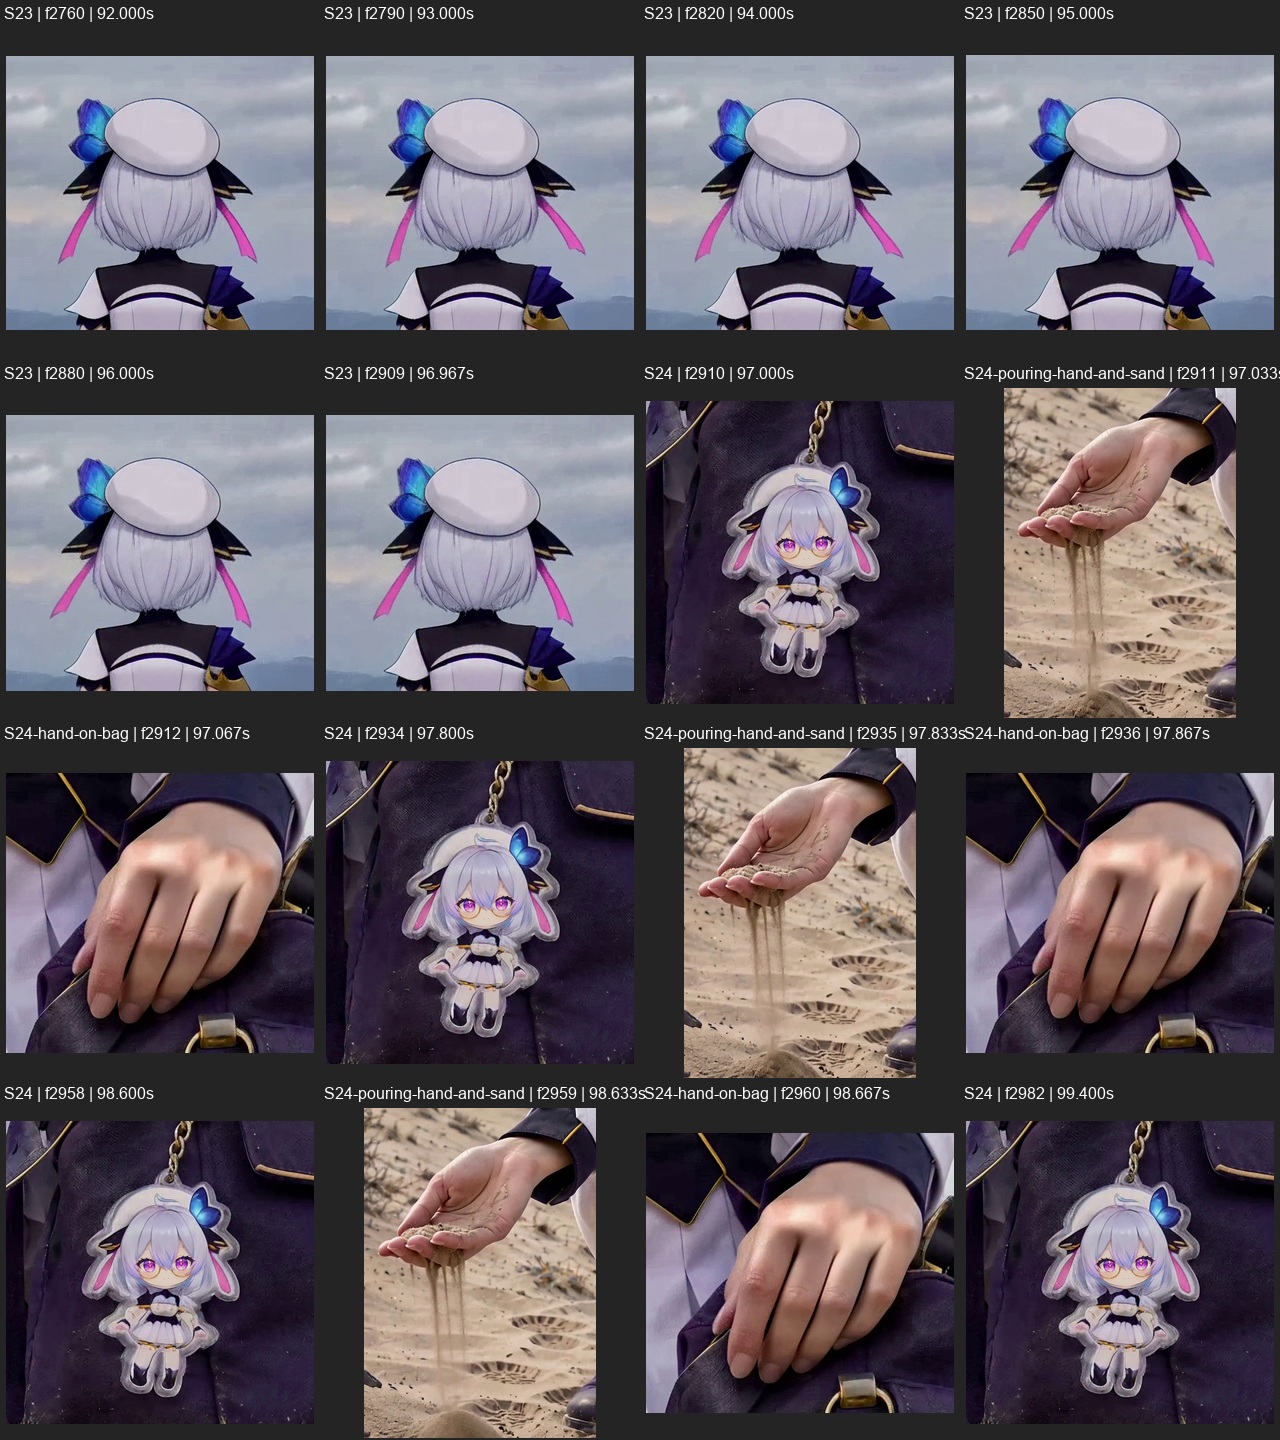 S23 | f2760 | 92.000s
S23 | f2790 | 93.000s
S23 | f2820 | 94.000s
S23 | f2850 | 95.000s
S23 | f2880 | 96.000s
S23 | f2909 | 96.967s
S24 | f2910 | 97.000s
S24-pouring-hand-and-sand | f2911 | 97.033s
S24-hand-on-bag | f2912 | 97.067s
S24 | f2934 | 97.800s
S24-pouring-hand-and-sand | f2935 | 97.833s
S24-hand-on-bag | f2936 | 97.867s
S24 | f2958 | 98.600s
S24-pouring-hand-and-sand | f2959 | 98.633s
S24-hand-on-bag | f2960 | 98.667s
S24 | f2982 | 99.400s